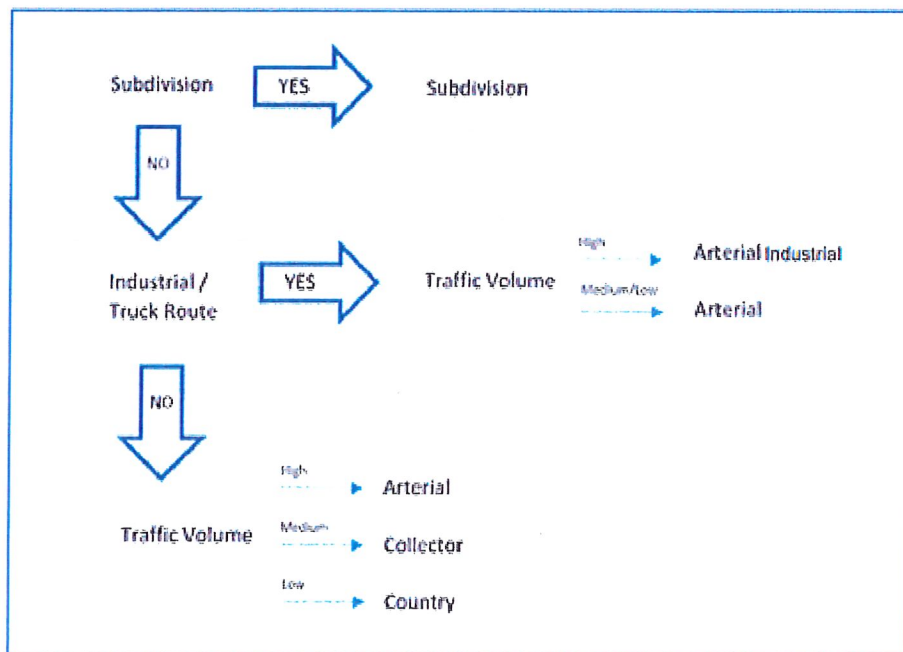 Subdivision
YES
Subdivision
NO
Industrial /
Truck Route
YES
Traffic Volume
High
Arterial Industrial
Medium/Low
Arterial
NO
Traffic Volume
High
Arterial
Medium
Collector
Low
Country